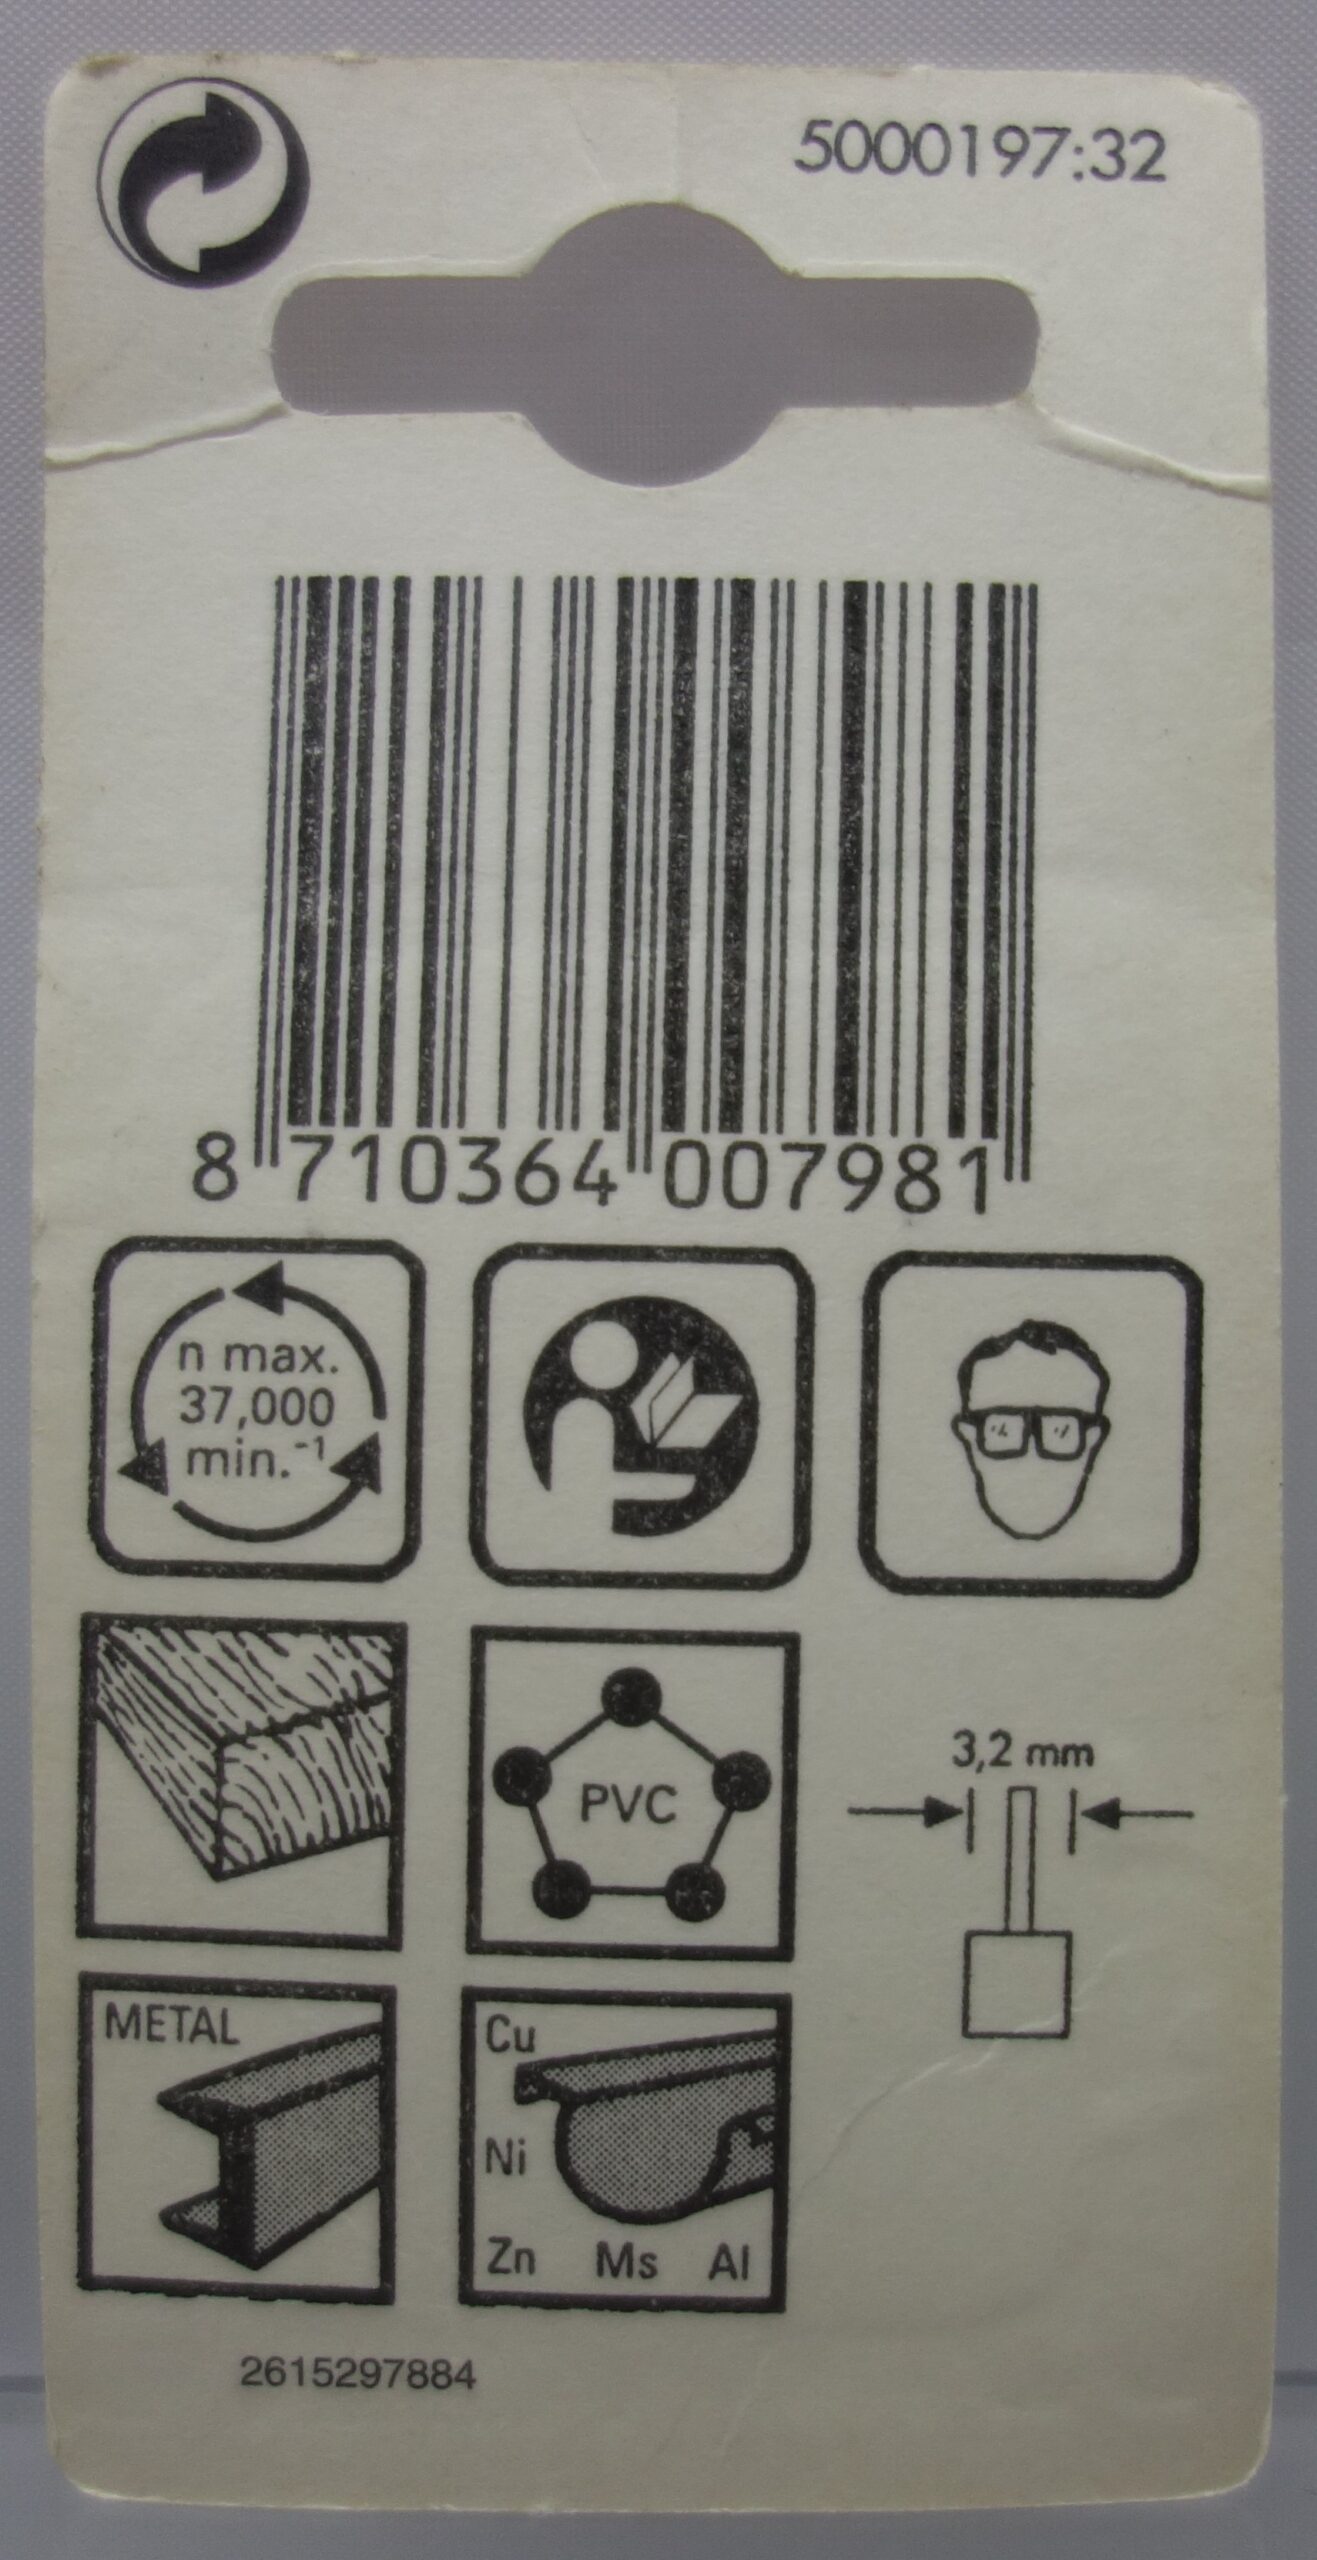 5000197:32
8 710364 007981
n max.
37,000
min.⁻¹
PVC
3,2 mm
METAL
Cu
Ni
Zn Ms Al
2615297884